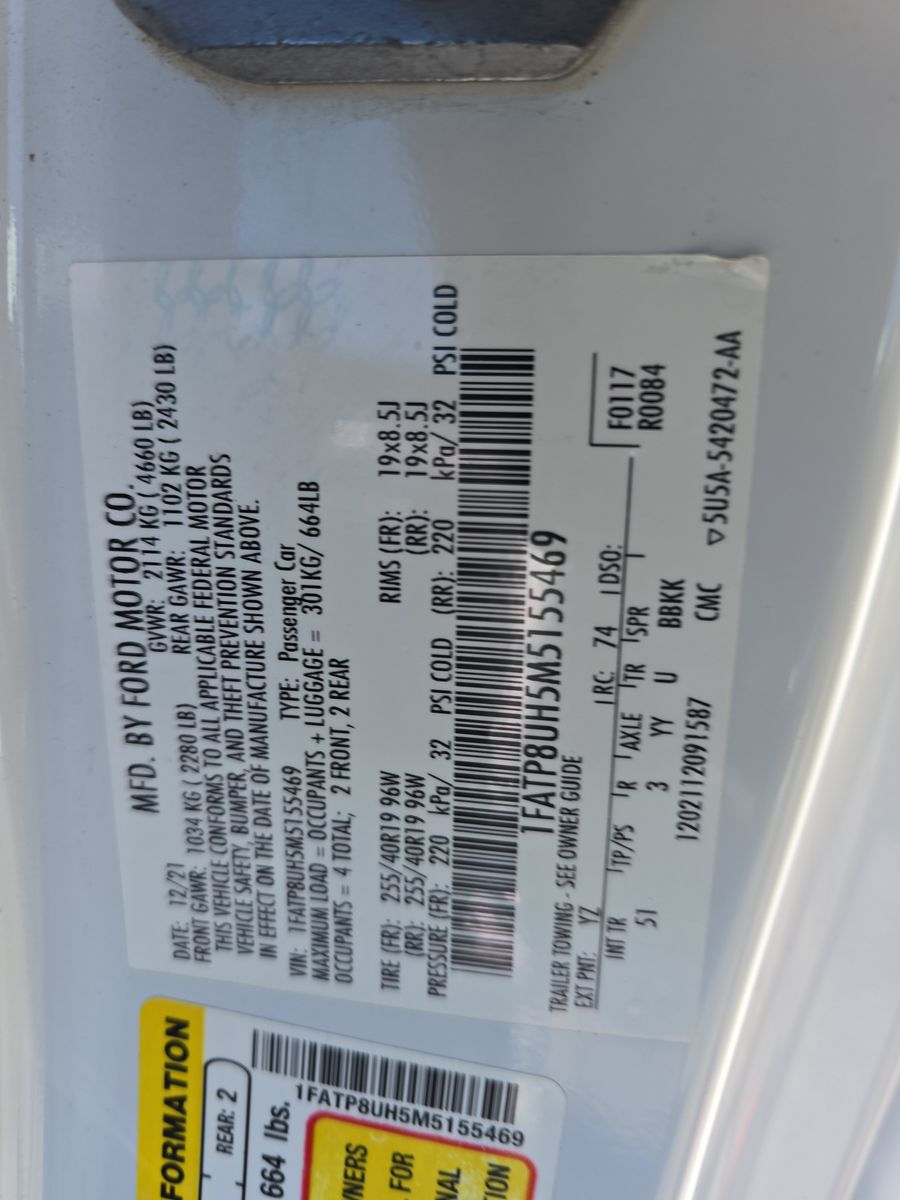 MFD. BY FORD MOTOR CO.
DATE: 12/21 GVWR: 2114 KG ( 4660 LB)
FRONT GAWR: 1034 KG ( 2280 LB) REAR GAWR: 1102 KG ( 2430 LB)
THIS VEHICLE CONFORMS TO ALL APPLICABLE FEDERAL MOTOR
VEHICLE SAFETY, BUMPER, AND THEFT PREVENTION STANDARDS
IN EFFECT ON THE DATE OF MANUFACTURE SHOWN ABOVE.
VIN: 1FATP8UH5M5155469 TYPE: Passenger Car
MAXIMUM LOAD = OCCUPANTS + LUGGAGE = 301KG/ 664LB
OCCUPANTS = 4 TOTAL; 2 FRONT, 2 REAR
TIRE (FR): 255/40R19 96W RIMS (FR): 19x8.5J
(RR): 255/40R19 96W (RR): 19x8.5J
PRESSURE (FR): 220 kPa/ 32 PSI COLD (RR): 220 kPa/ 32 PSI COLD
1FATP8UH5M5155469
TRAILER TOWING - SEE OWNER GUIDE
EXT PNT: YZ RC: 74 DSO:
INT TR TP/PS R AXLE TR SPR
51 3 YY U BBKK
F0117
R0084
1202112091587 CMC
▽5U5A-5420472-AA
FORMATION
REAR: 2
664 lbs.
1FATP8UH5M5155469
NERS
FOR
NAL
ION